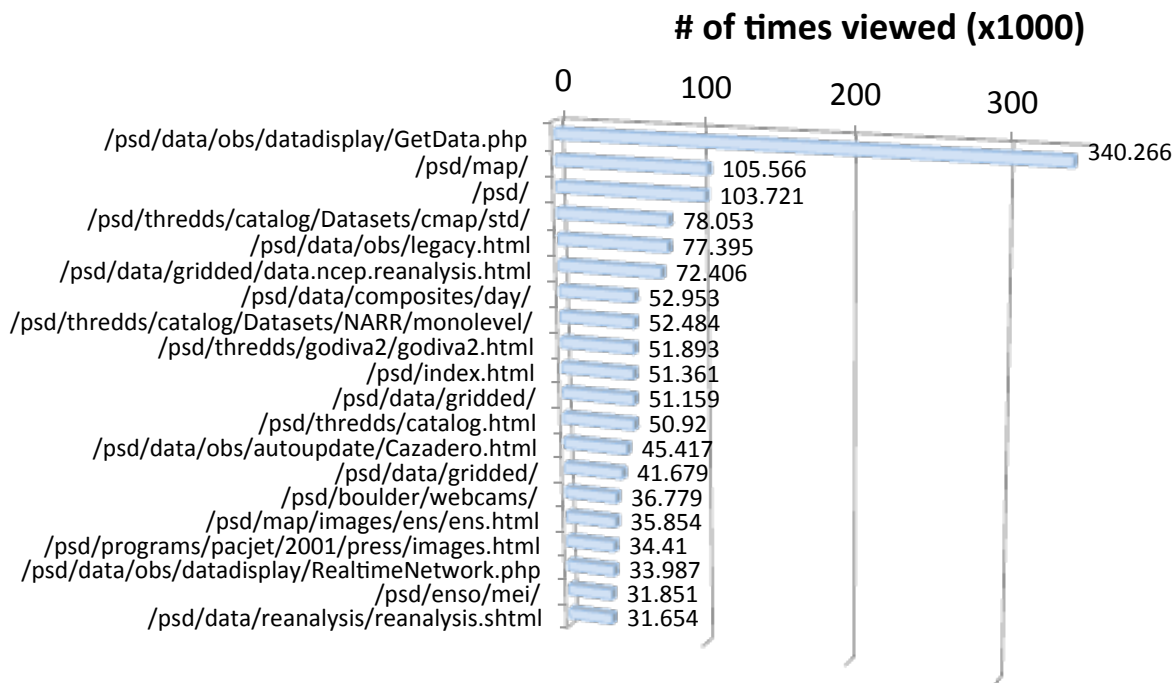 # of times viewed (x1000)
0 100 200 300
/psd/data/obs/datadisplay/GetData.php 340.266
/psd/map/ 105.566
/psd/ 103.721
/psd/thredds/catalog/Datasets/cmap/std/ 78.053
/psd/data/obs/legacy.html 77.395
/psd/data/gridded/data.ncep.reanalysis.html 72.406
/psd/data/composites/day/ 52.953
/psd/thredds/catalog/Datasets/NARR/monolevel/ 52.484
/psd/thredds/godiva2/godiva2.html 51.893
/psd/index.html 51.361
/psd/data/gridded/ 51.159
/psd/thredds/catalog.html 50.92
/psd/data/obs/autoupdate/Cazadero.html 45.417
/psd/data/gridded/ 41.679
/psd/boulder/webcams/ 36.779
/psd/map/images/ens/ens.html 35.854
/psd/programs/pacjet/2001/press/images.html 34.41
/psd/data/obs/datadisplay/RealtimeNetwork.php 33.987
/psd/enso/mei/ 31.851
/psd/data/reanalysis/reanalysis.shtml 31.654